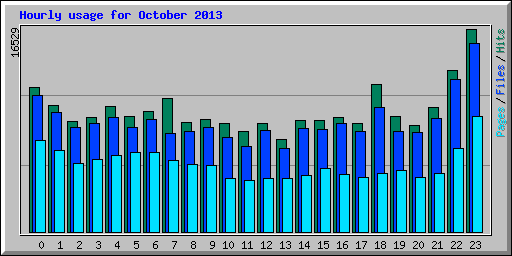 Hourly usage for October 2013
16529
Pages/Files/Hits
0 1 2 3 4 5 6 7 8 9 10 11 12 13 14 15 16 17 18 19 20 21 22 23